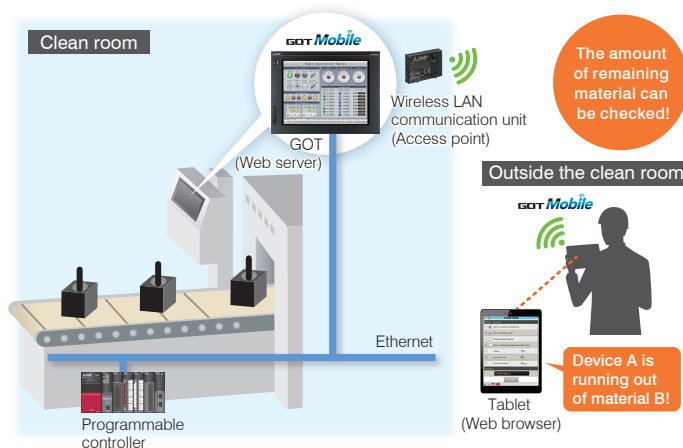 Clean room
GOT Mobile
Wireless LAN
communication unit
(Access point)
GOT
(Web server)
The amount
of remaining
material can
be checked!
Outside the clean room
GOT Mobile
Ethernet
Programmable
controller
Tablet
(Web browser)
Device A is
running out
of material B!